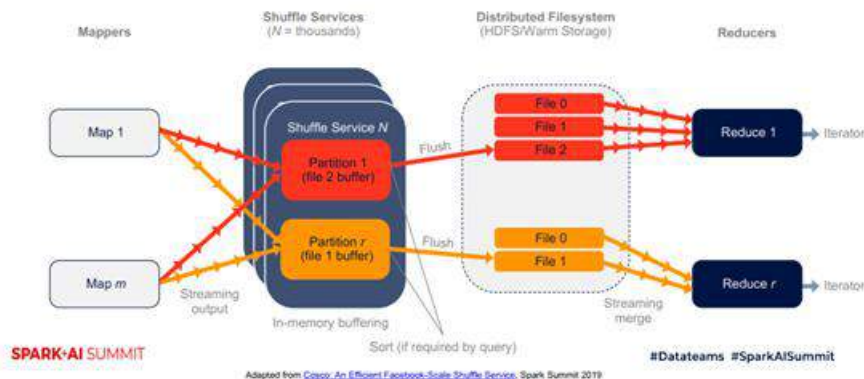 Mappers
Shuffle Services
(N = thousands)
Distributed Filesystem
(HDFS/Warm Storage)
Reducers
Map 1
Map m
Streaming
output
Shuffle Service N
Partition 1
(file 2 buffer)
Partition r
(file 1 buffer)
In-memory buffering
Flush
Flush
Sort (if required by query)
File 0
File 1
File 2
File 0
File 1
Streaming
merge
Reduce 1
Iterator
Reduce r
Iterator
SPARK+AI SUMMIT
#Datateams #SparkAISummit
Adapted from Cosco: An Efficient Facebook-Scale Shuffle Service, Spark Summit 2019